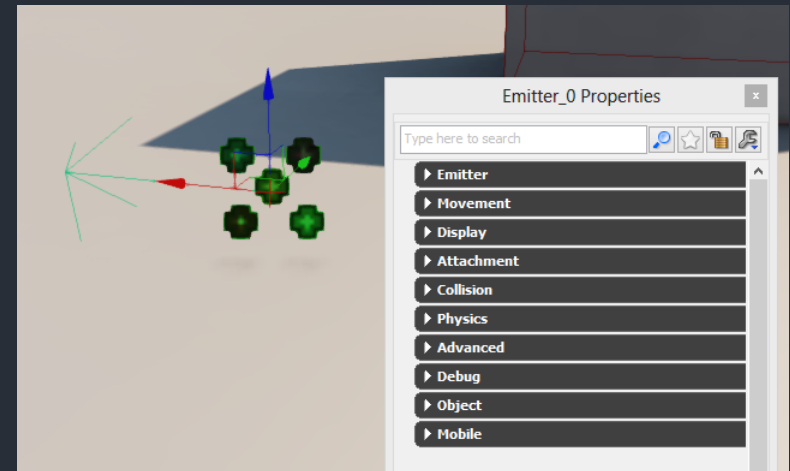 Emitter_0 Properties
x
Type here to search
Emitter
Movement
Display
Attachment
Collision
Physics
Advanced
Debug
Object
Mobile